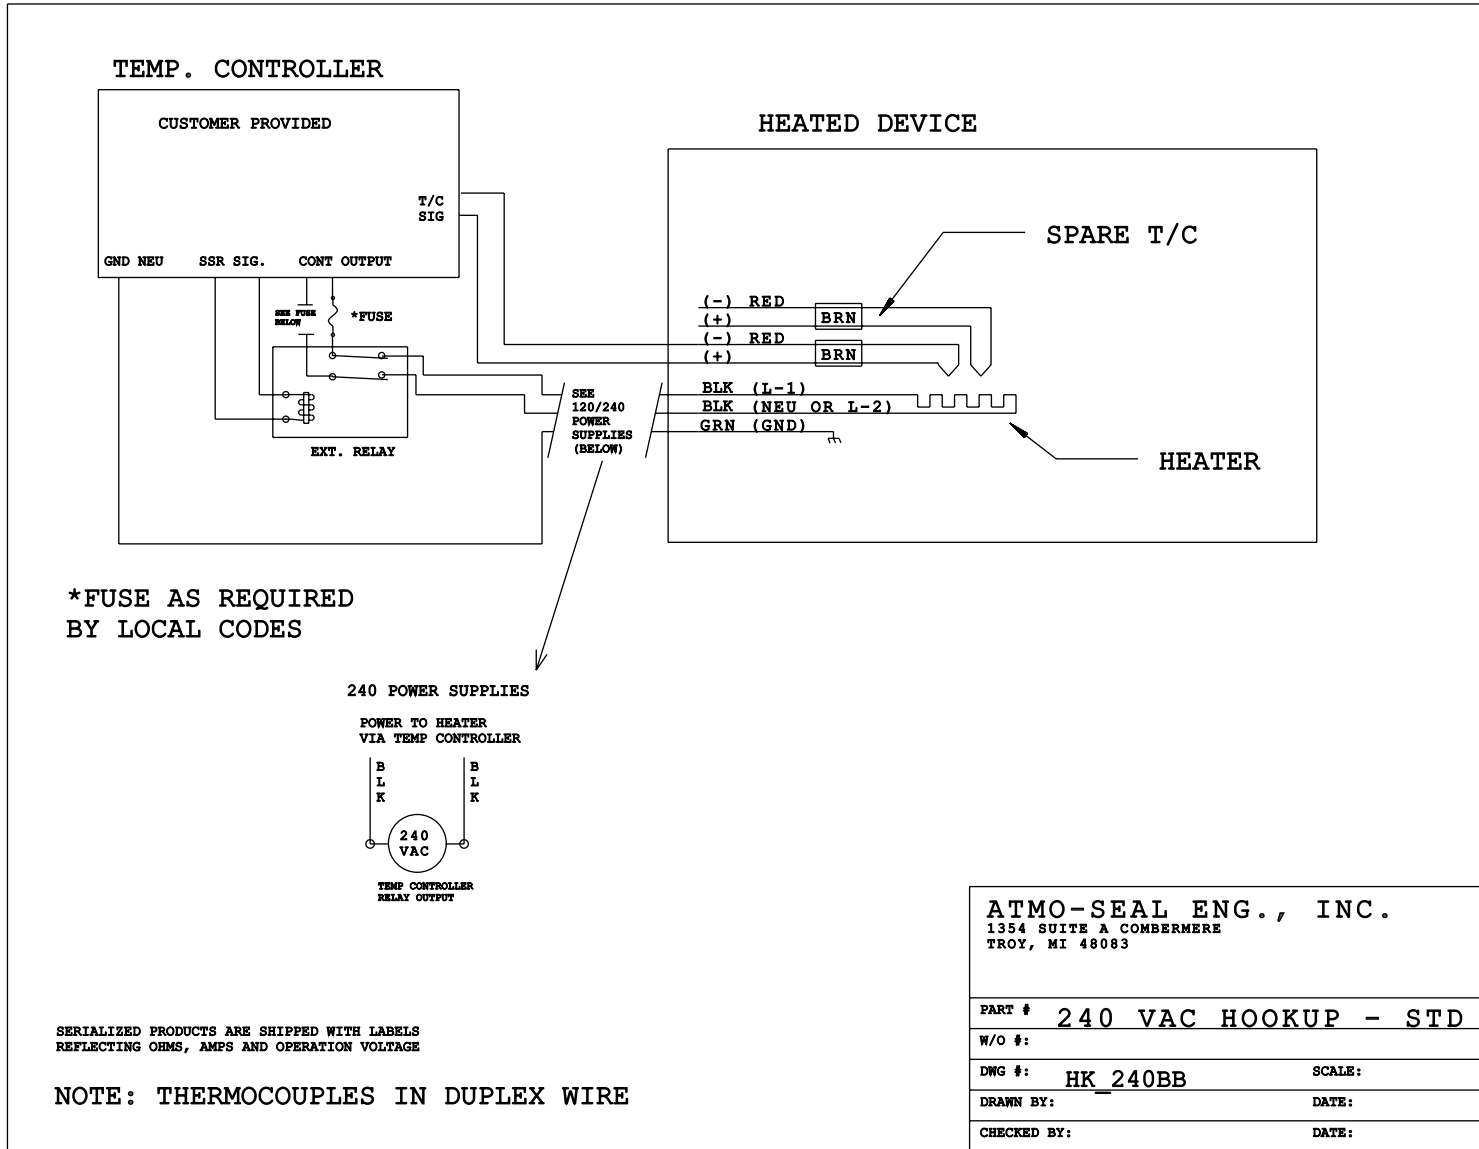 TEMP. CONTROLLER
CUSTOMER PROVIDED
T/C
SIG
GND NEU
SSR SIG.
CONT OUTPUT
SEE FUSE
BELOW
*FUSE
EXT. RELAY
HEATED DEVICE
SPARE T/C
(-) RED
(+)
BRN
(-) RED
(+)
BRN
SEE
120/240
POWER
SUPPLIES
(BELOW)
BLK (L-1)
BLK (NEU OR L-2)
GRN (GND)
HEATER
*FUSE AS REQUIRED
BY LOCAL CODES
240 POWER SUPPLIES
POWER TO HEATER
VIA TEMP CONTROLLER
BLK
BLK
240
VAC
TEMP CONTROLLER
RELAY OUTPUT
SERIALIZED PRODUCTS ARE SHIPPED WITH LABELS
REFLECTING OHMS, AMPS AND OPERATION VOLTAGE
NOTE: THERMOCOUPLES IN DUPLEX WIRE
ATMO-SEAL ENG., INC.
1354 SUITE A COMBERMERE
TROY, MI 48083
PART # 240 VAC HOOKUP - STD
W/O #:
DWG #: HK_240BB SCALE:
DRAWN BY: DATE:
CHECKED BY: DATE: